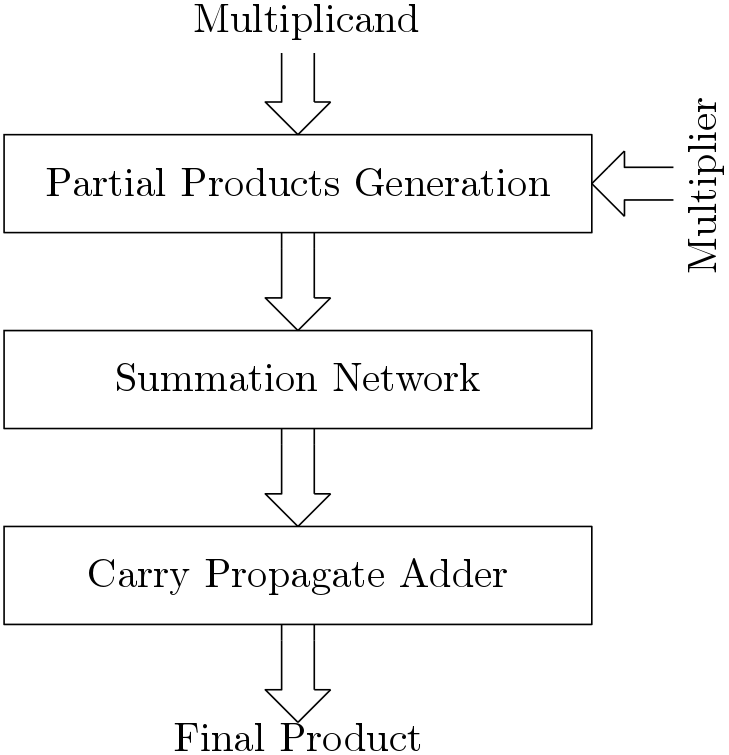 Multiplicand
Partial Products Generation
Multiplier
Summation Network
Carry Propagate Adder
Final Product